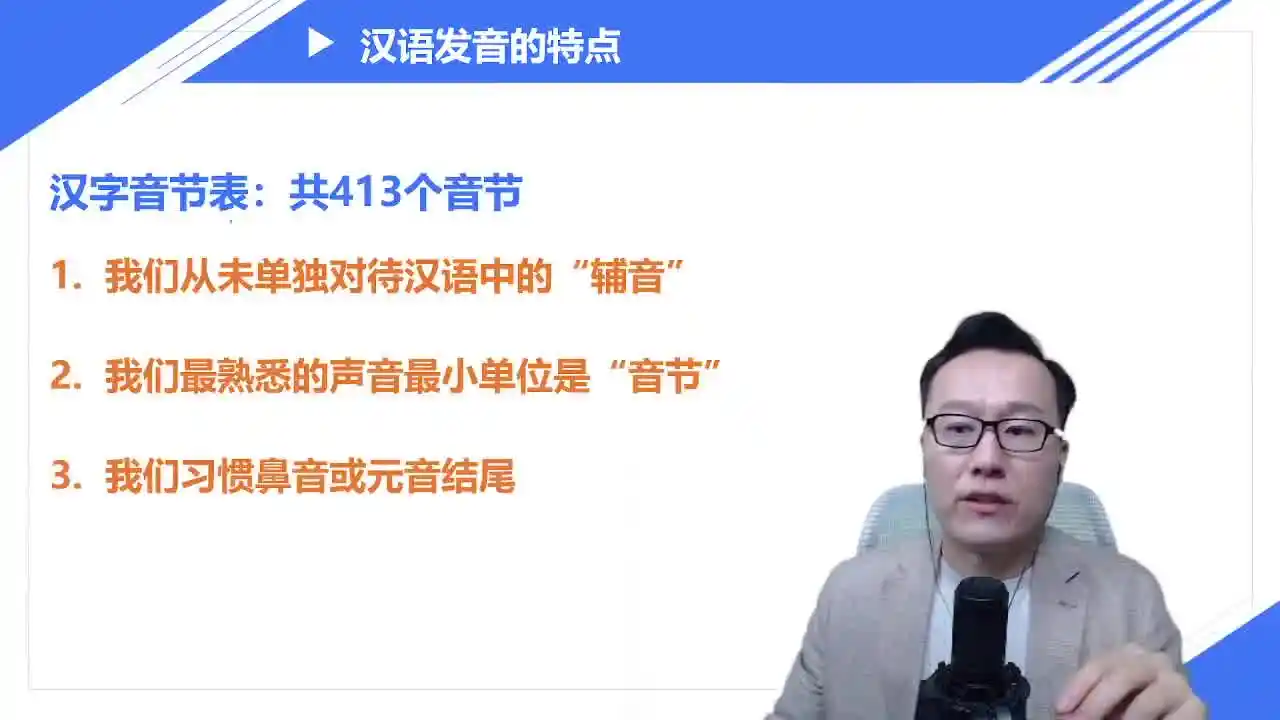 汉语发音的特点
汉字音节表：共413个音节
1. 我们从未单独对待汉语中的“辅音”
2. 我们最熟悉的声音最小单位是“音节”
3. 我们习惯鼻音或元音结尾